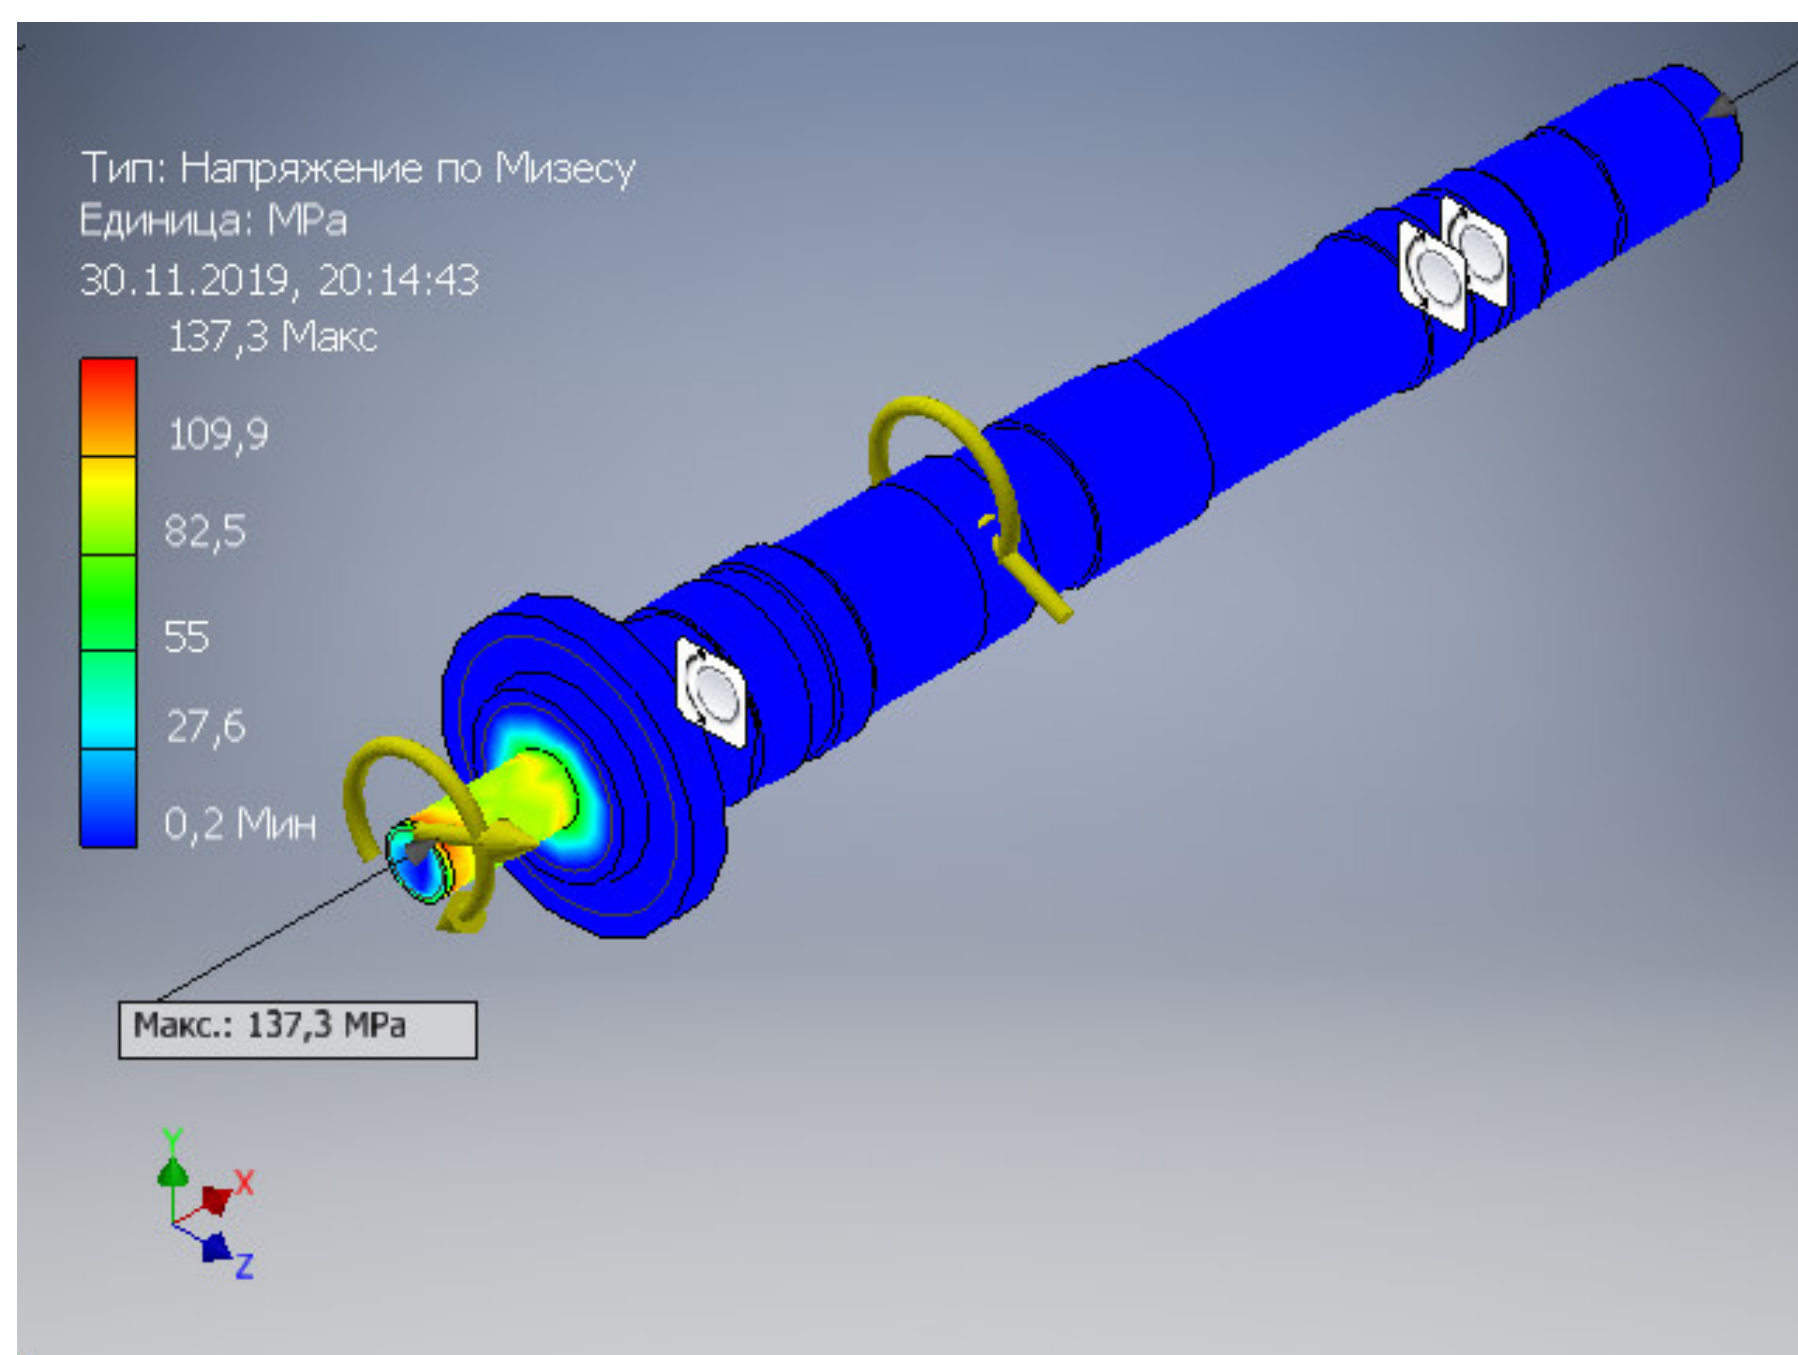 Тип: Напряжение по Мизесу
Единица: MPa
30.11.2019, 20:14:43
137,3 Макс
109,9
82,5
55
27,6
0,2 Мин
Макс.: 137,3 MPa
Y
X
Z